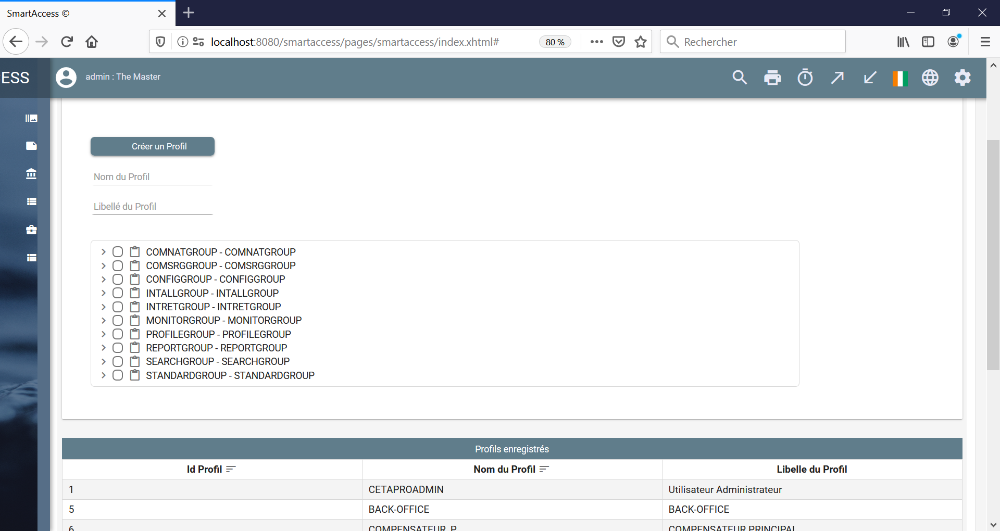 SmartAccess ©
localhost:8080/smartaccess/pages/smartaccess/index.xhtml#
80 %
Rechercher
ESS
admin : The Master
Créer un Profil
Nom du Profil
Libellé du Profil
COMNATGROUP - COMNATGROUP
COMSRGGROUP - COMSRGGROUP
CONFIGGROUP - CONFIGGROUP
INTALLGROUP - INTALLGROUP
INTRETGROUP - INTRETGROUP
MONITORGROUP - MONITORGROUP
PROFILEGROUP - PROFILEGROUP
REPORTGROUP - REPORTGROUP
SEARCHGROUP - SEARCHGROUP
STANDARDGROUP - STANDARDGROUP
Profils enregistrés
Id Profil Nom du Profil Libelle du Profil
1 CETAPROADMIN Utilisateur Administrateur
5 BACK-OFFICE BACK-OFFICE
6 COMPENSATEUR_P COMPENSATEUR PRINCIPAL